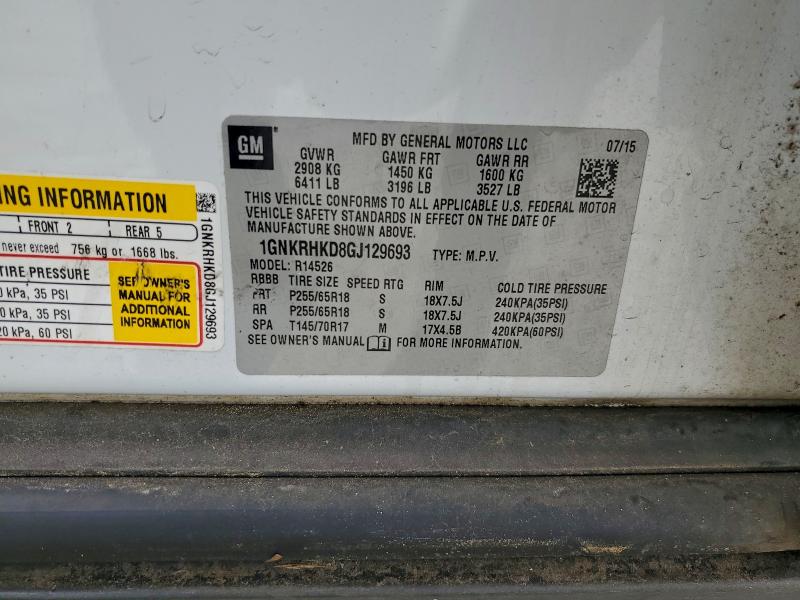 NG INFORMATION
FRONT 2 REAR 5
never exceed 756 kg or 1668 lbs.
TIRE PRESSURE
0 kPa, 35 PSI
0 kPa, 35 PSI
20 kPa, 60 PSI
SEE OWNER'S
MANUAL FOR
ADDITIONAL
INFORMATION
1GNKRHKD8GJ129693
GM
MFD BY GENERAL MOTORS LLC 07/15
GVWR GAWR FRT GAWR RR
2908 KG 1450 KG 1600 KG
6411 LB 3196 LB 3527 LB
THIS VEHICLE CONFORMS TO ALL APPLICABLE U.S. FEDERAL MOTOR
VEHICLE SAFETY STANDARDS IN EFFECT ON THE DATE OF
MANUFACTURE SHOWN ABOVE.
1GNKRHKD8GJ129693 TYPE: M.P.V.
MODEL: R14526
RBBB TIRE SIZE SPEED RTG RIM COLD TIRE PRESSURE
FRT P255/65R18 S 18X7.5J 240KPA(35PSI)
RR P255/65R18 S 18X7.5J 240KPA(35PSI)
SPA T145/70R17 M 17X4.5B 420KPA(60PSI)
SEE OWNER'S MANUAL FOR MORE INFORMATION.